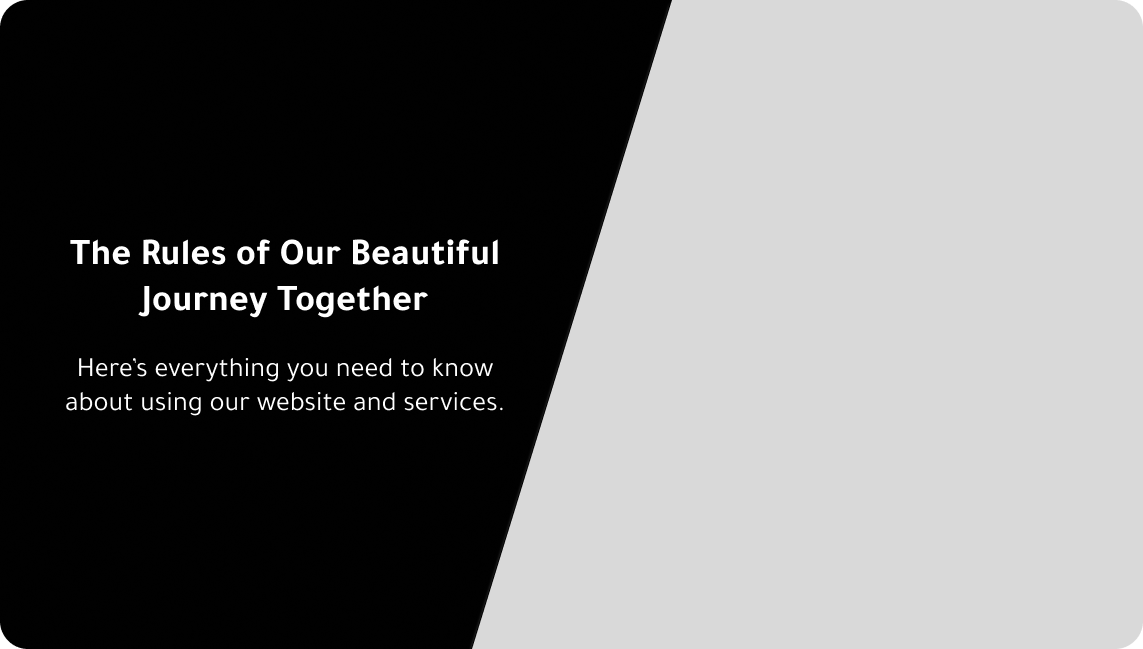 The Rules of Our Beautiful
Journey Together
Here's everything you need to know
about using our website and services.